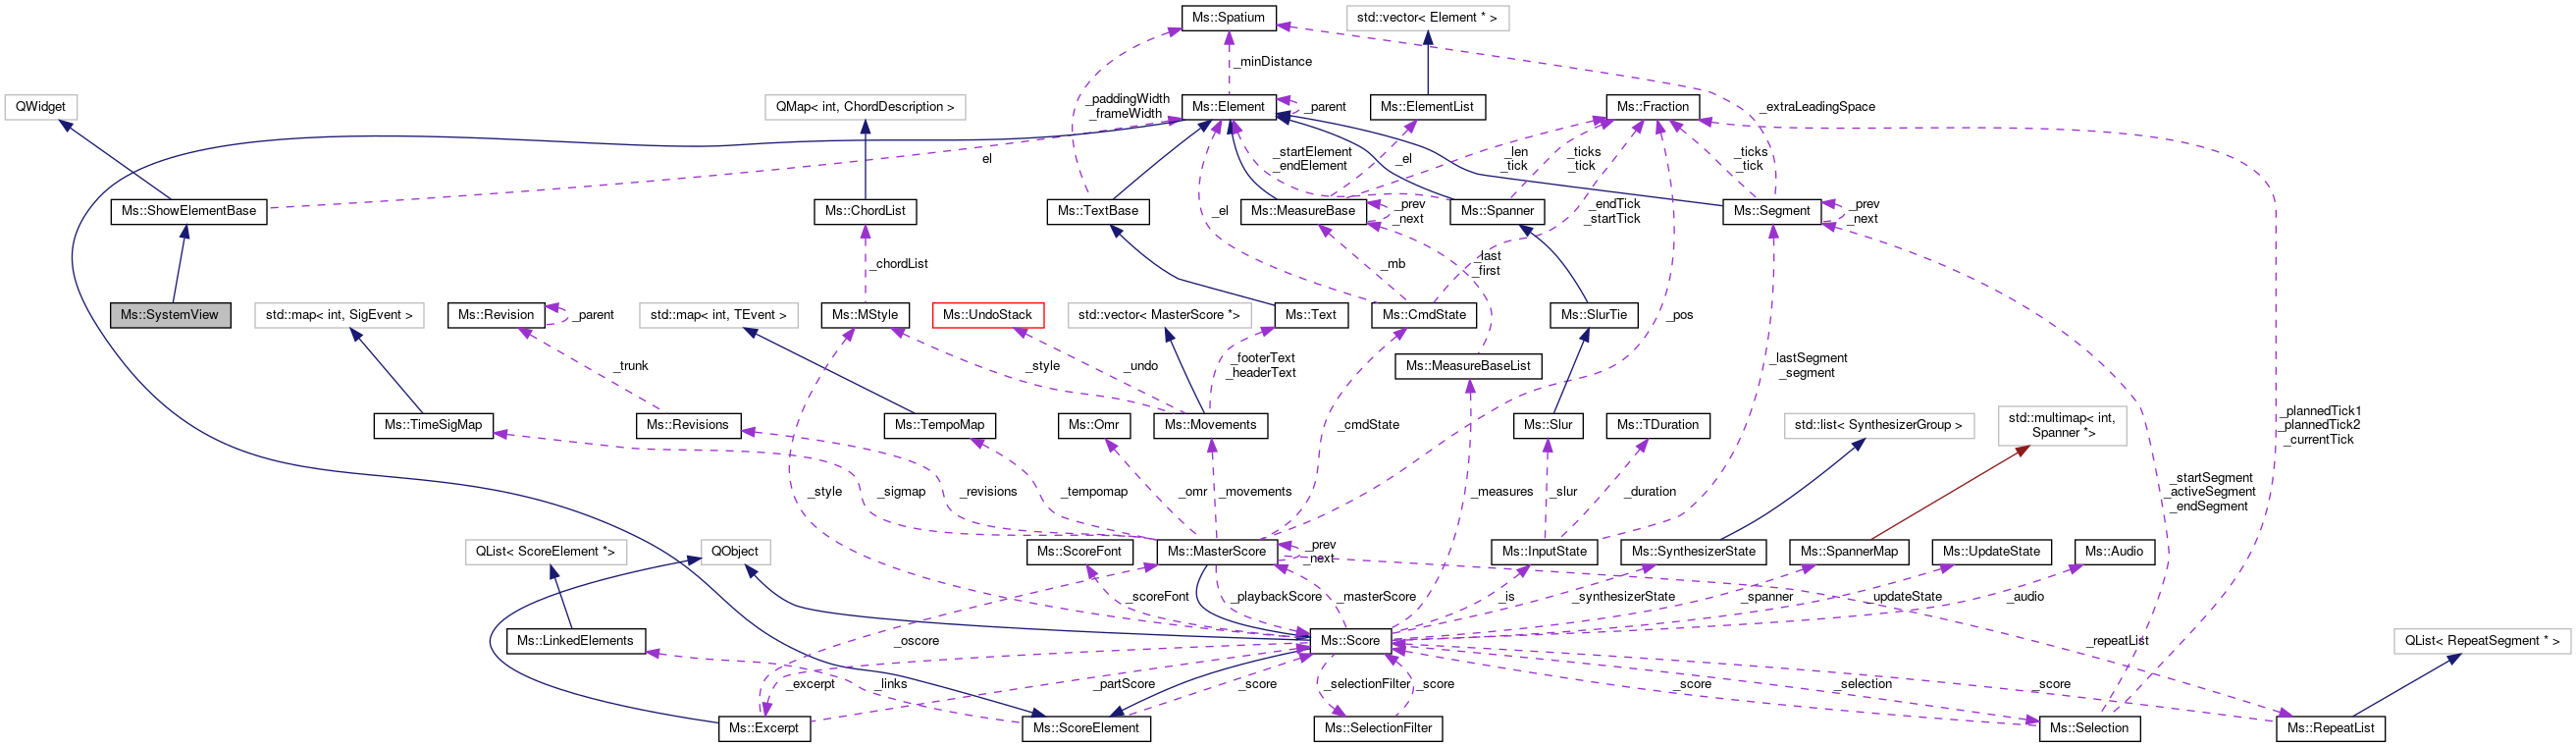 Ms::Spatium
std::vector< Element * >
_minDistance
QWidget
QMap< int, ChordDescription >
_paddingWidth
_frameWidth
Ms::Element
_parent
Ms::ElementList
Ms::Fraction
_extraLeadingSpace
el
_startElement
_endElement
_el
_len
_tick
_ticks
_tick
_ticks
_tick
Ms::ShowElementBase
Ms::ChordList
Ms::TextBase
_el
Ms::MeasureBase
_prev
_next
Ms::Spanner
_endTick
_startTick
Ms::Segment
_prev
_next
_chordList
_mb
_last
_first
Ms::SystemView
std::map< int, SigEvent >
Ms::Revision
_parent
std::map< int, TEvent >
Ms::MStyle
Ms::UndoStack
std::vector< MasterScore *>
Ms::Text
Ms::CmdState
Ms::SlurTie
_pos
_trunk
_style
_undo
_footerText
_headerText
Ms::MeasureBaseList
_lastSegment
_segment
Ms::TimeSigMap
Ms::Revisions
Ms::TempoMap
Ms::Omr
Ms::Movements
_cmdState
Ms::Slur
Ms::TDuration
std::list< SynthesizerGroup >
std::multimap< int,
Spanner *>
_plannedTick1
_plannedTick2
_currentTick
_style
_sigmap
_revisions
_tempomap
_omr
_movements
_measures
_slur
_duration
_startSegment
_activeSegment
_endSegment
QList< ScoreElement *>
QObject
Ms::ScoreFont
Ms::MasterScore
_prev
_next
Ms::InputState
Ms::SynthesizerState
Ms::SpannerMap
Ms::UpdateState
Ms::Audio
_scoreFont
_playbackScore
_masterScore
_is
_synthesizerState
_spanner
_updateState
_audio
Ms::LinkedElements
_oscore
Ms::Score
_repeatList
QList< RepeatSegment * >
_excerpt
_links
_partScore
_score
_selectionFilter
_score
_score
_selection
_score
Ms::Excerpt
Ms::ScoreElement
Ms::SelectionFilter
Ms::Selection
Ms::RepeatList